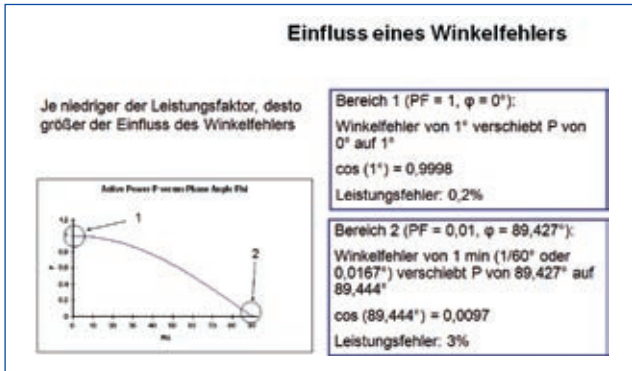 Einfluss eines Winkelfehlers
Je niedriger der Leistungsfaktor, desto
größer der Einfluss des Winkelfehlers
Bereich 1 (PF = 1, φ = 0°):
Winkelfehler von 1° verschiebt P von
0° auf 1°
cos (1°) = 0,9998
Leistungsfehler: 0,2%
Active Power P versus Phase Angle Phi
1
2
Bereich 2 (PF = 0,01, φ = 89,427°):
Winkelfehler von 1 min (1/60° oder
0,0167°) verschiebt P von 89,427° auf
89,444°
cos (89,444°) = 0,0097
Leistungsfehler: 3%